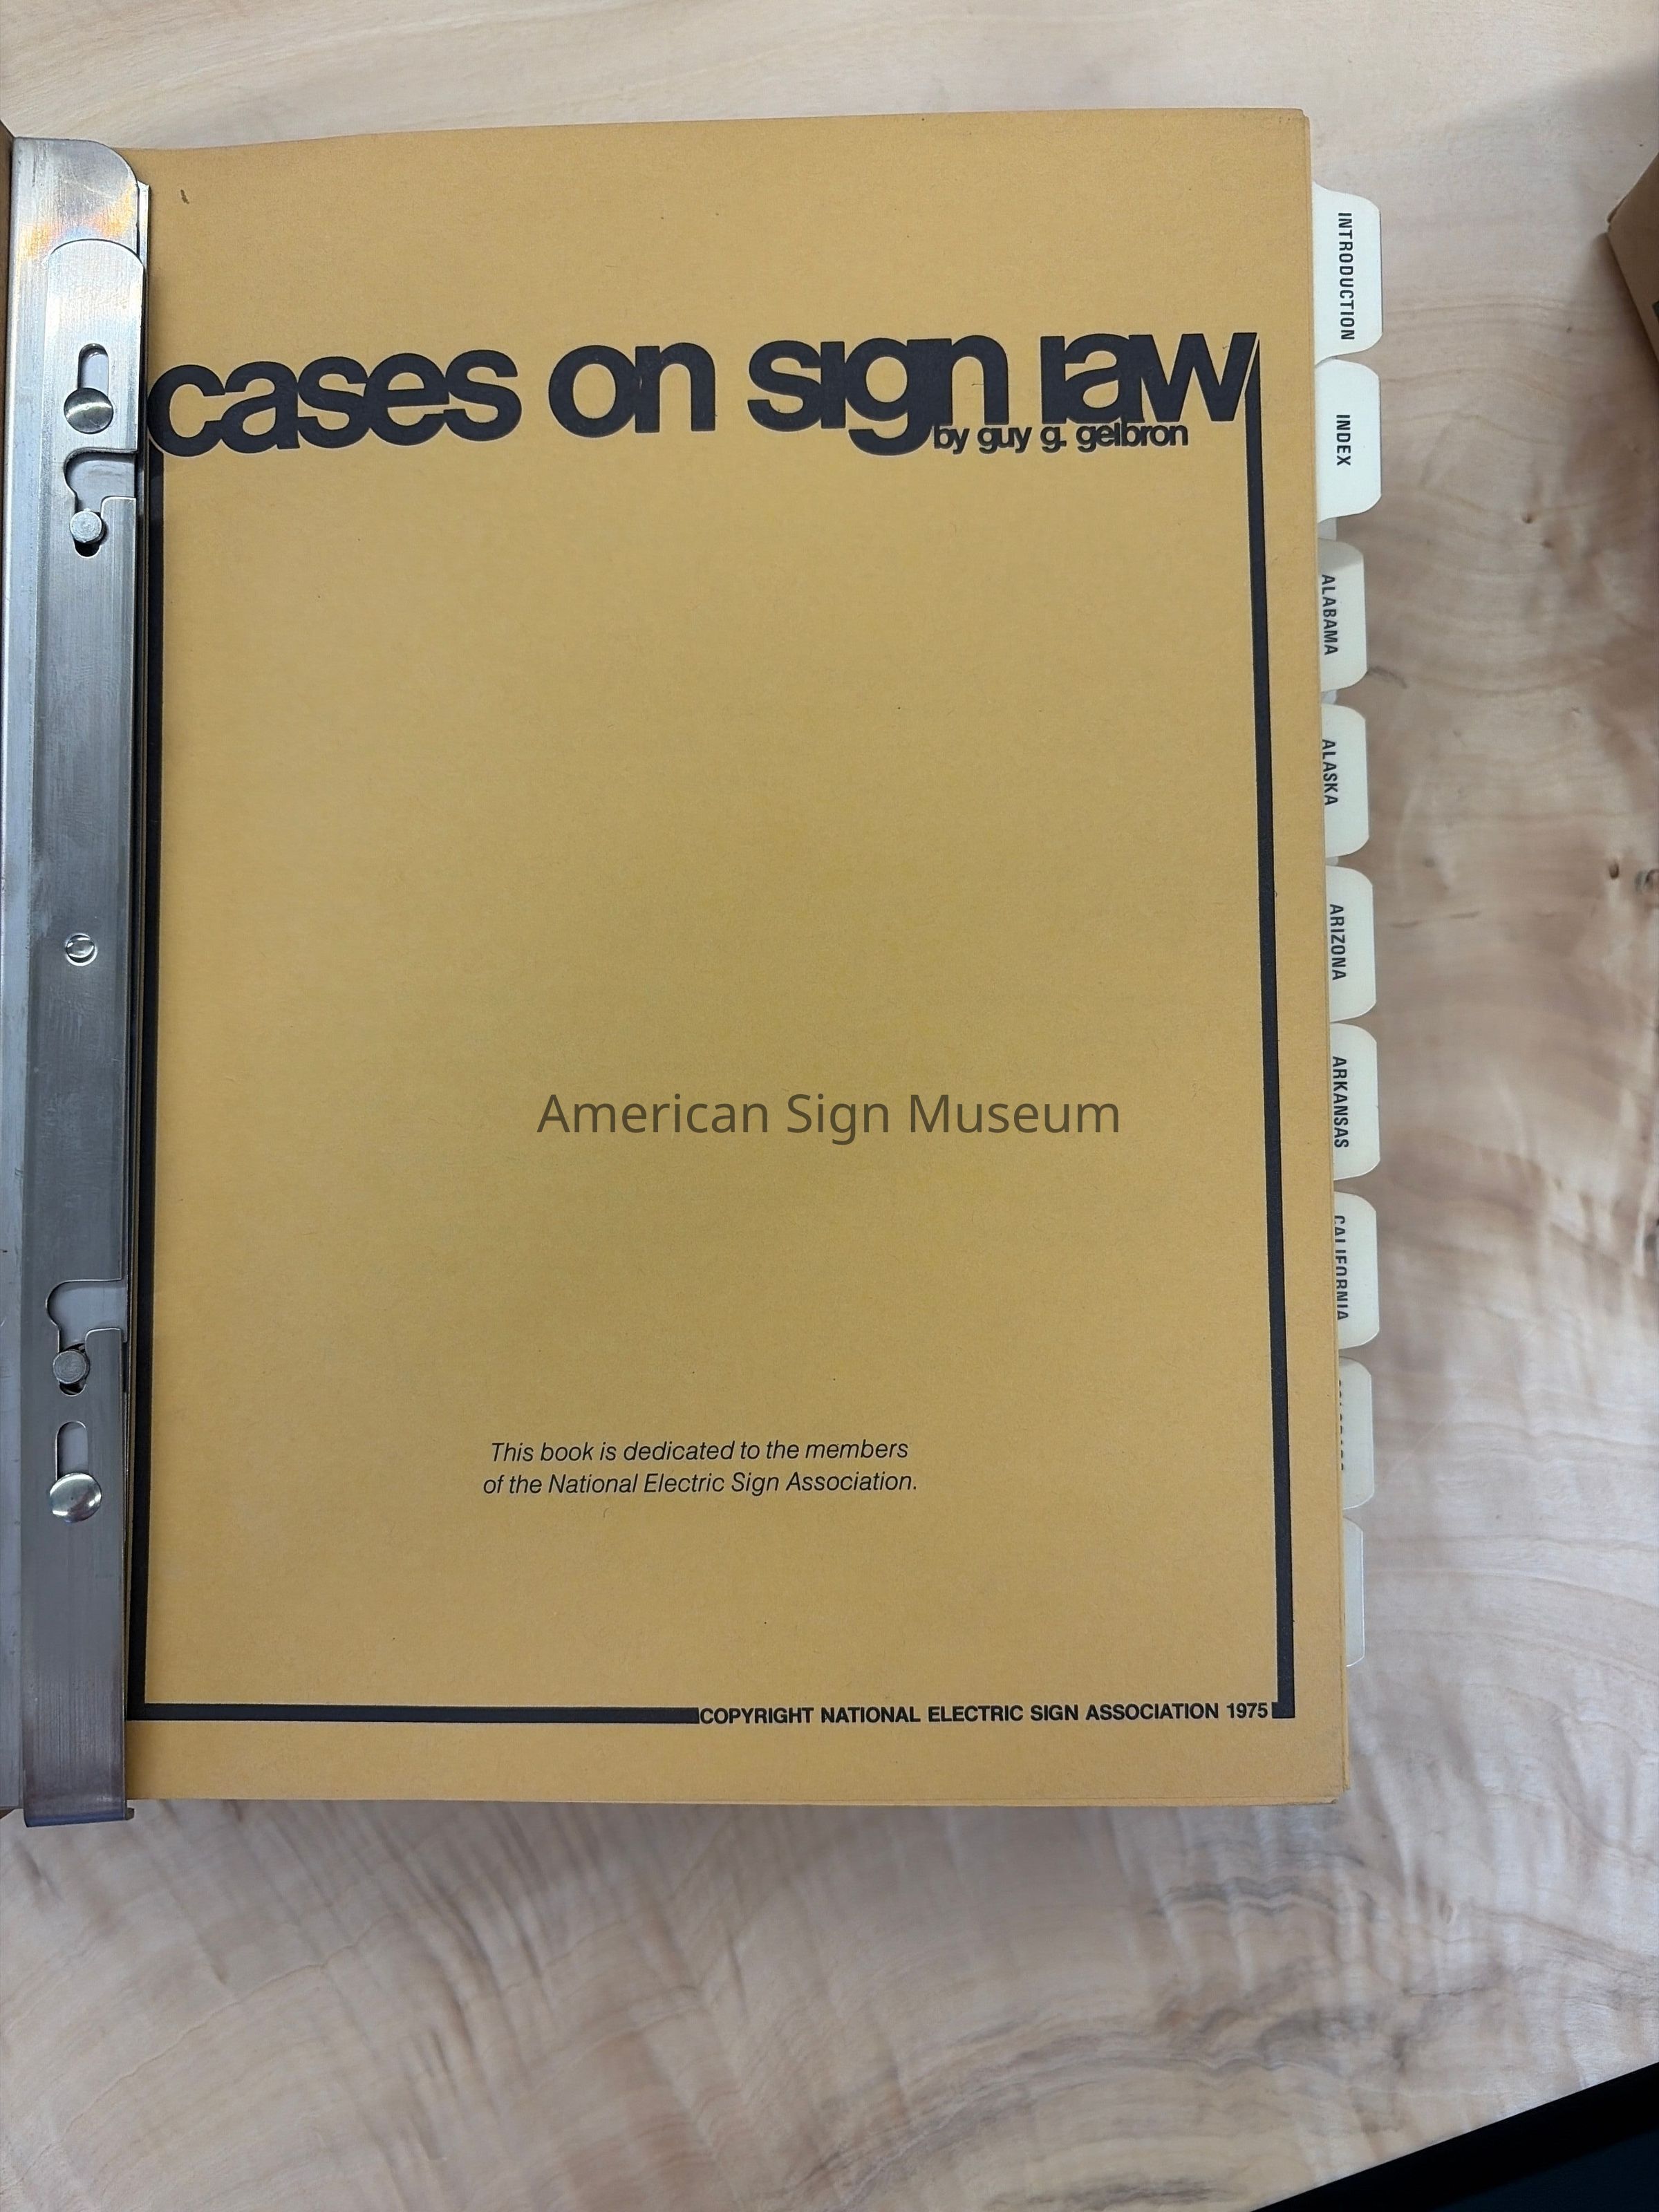 cases on sign law
by guy g. gelbron
INTRODUCTION
INDEX
ALABAMA
ALASKA
ARIZONA
ARKANSAS
CALIFORNIA
American Sign Museum
This book is dedicated to the members
of the National Electric Sign Association.
COPYRIGHT NATIONAL ELECTRIC SIGN ASSOCIATION 1975